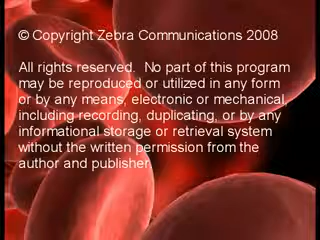 © Copyright Zebra Communications 2008
All rights reserved. No part of this program
may be reproduced or utilized in any form
or by any means, electronic or mechanical,
including recording, duplicating, or by any
informational storage or retrieval system
without the written permission from the
author and publisher.